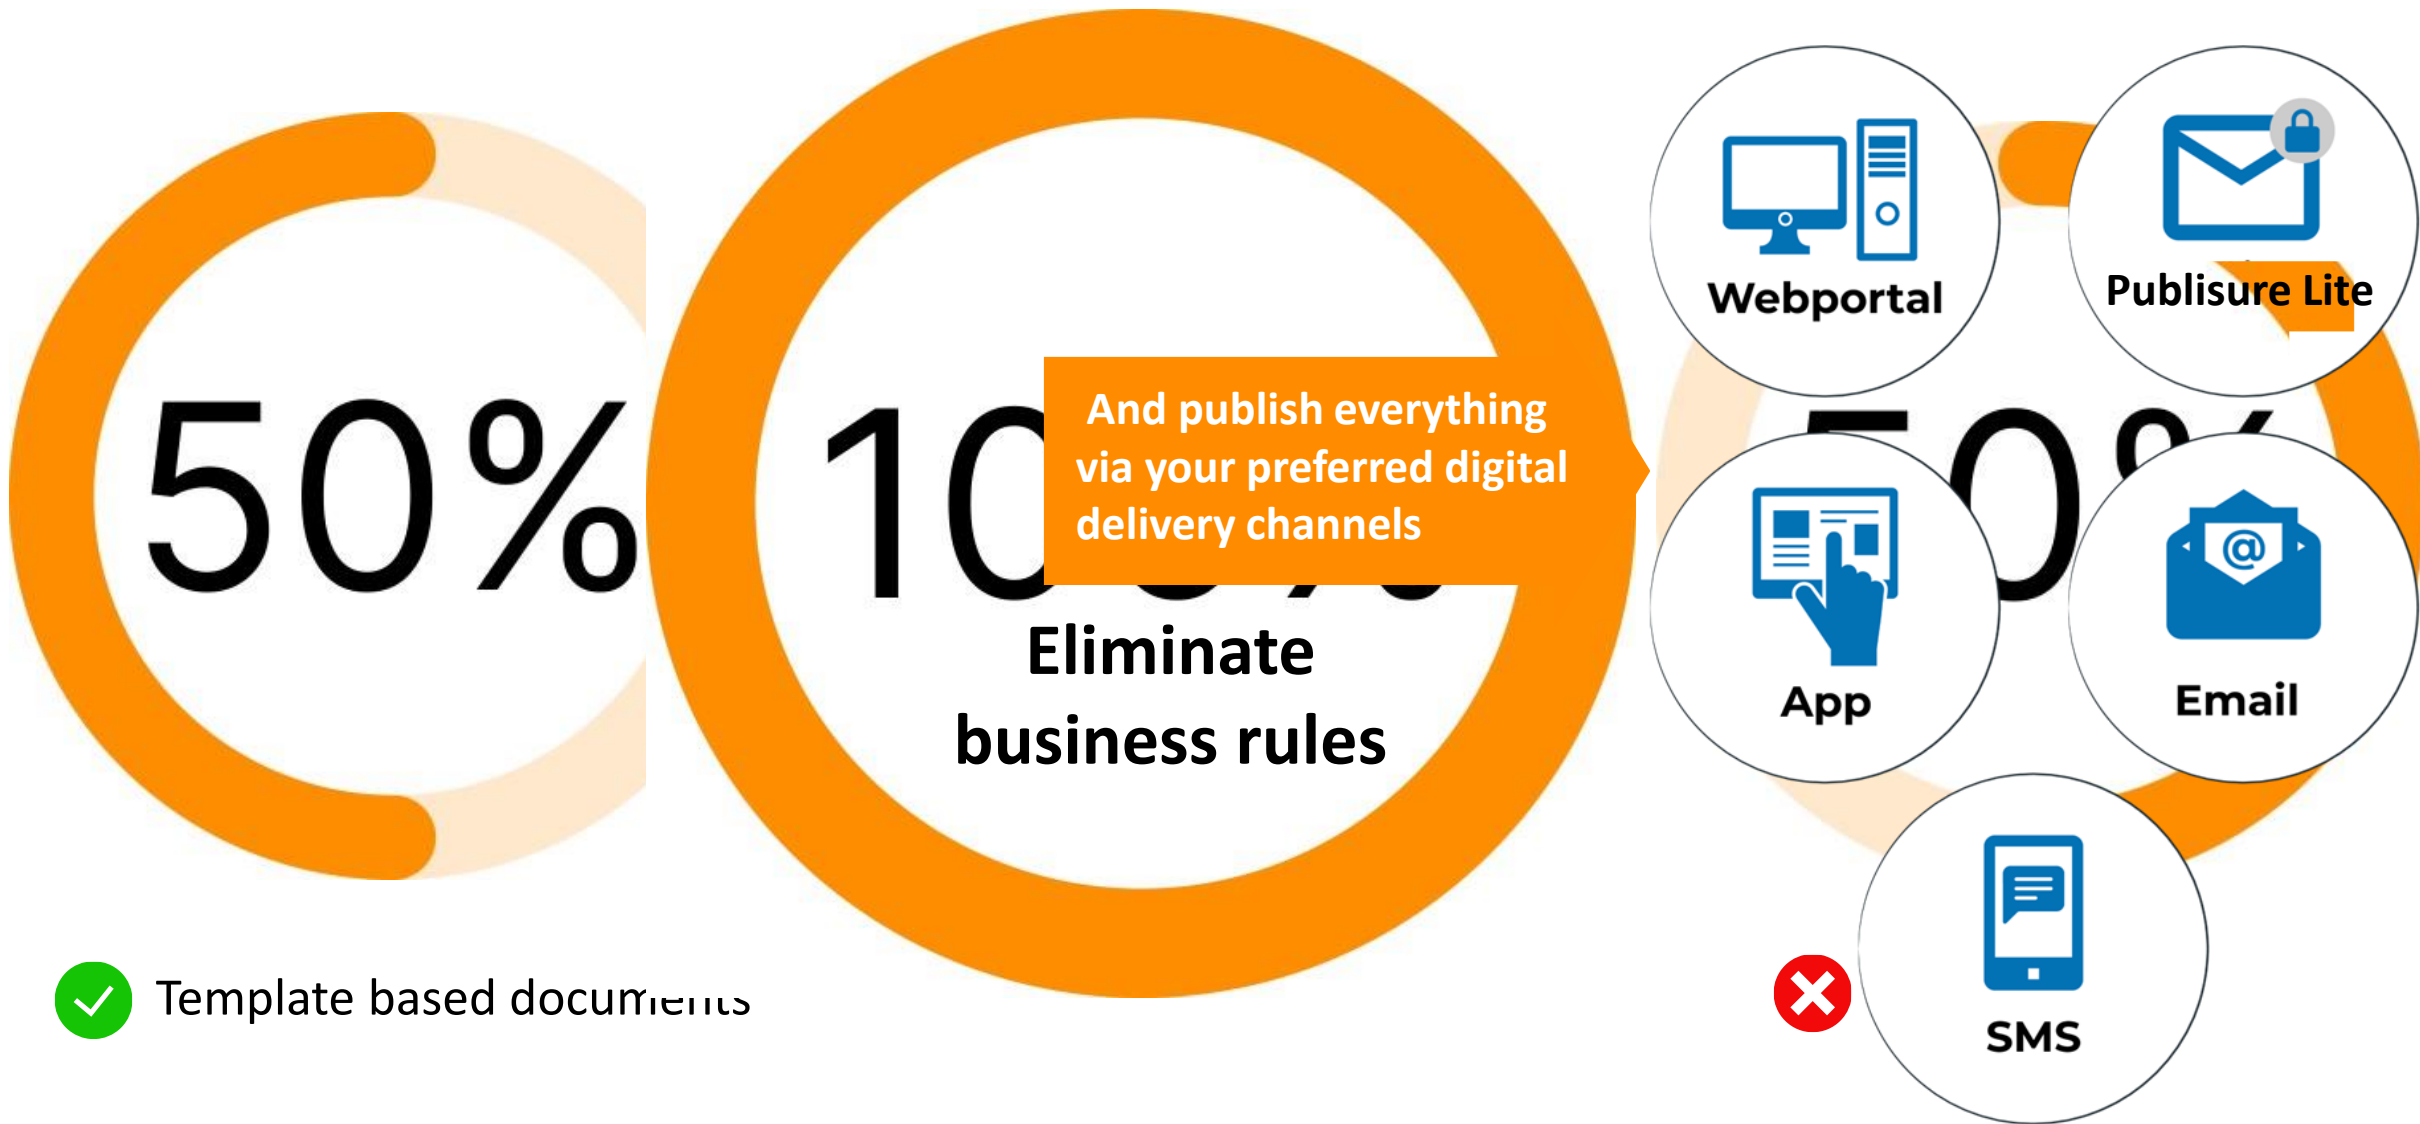 50%
And publish everything
via your preferred digital
delivery channels
Eliminate
business rules
Webportal
Publisure Lite
App
@
Email
SMS
Template based documents